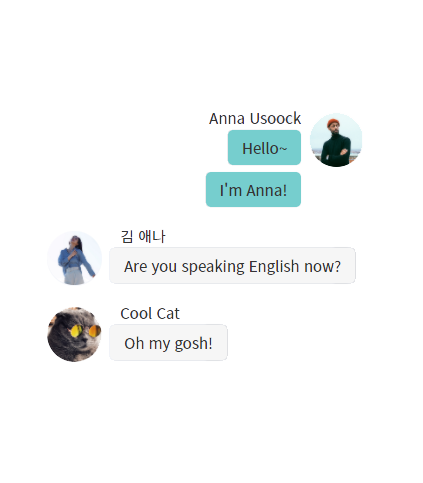 Anna Usoock
Hello~
I'm Anna!
김 애나
Are you speaking English now?
Cool Cat
Oh my gosh!